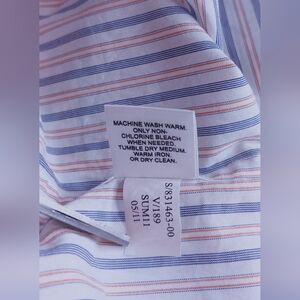 MACHINE WASH WARM.
ONLY NON-
CHLORINE BLEACH
WHEN NEEDED.
TUMBLE DRY MEDIUM.
WARM IRON,
OR DRY CLEAN.
S/831463-00
V/189
SUM11
05/11